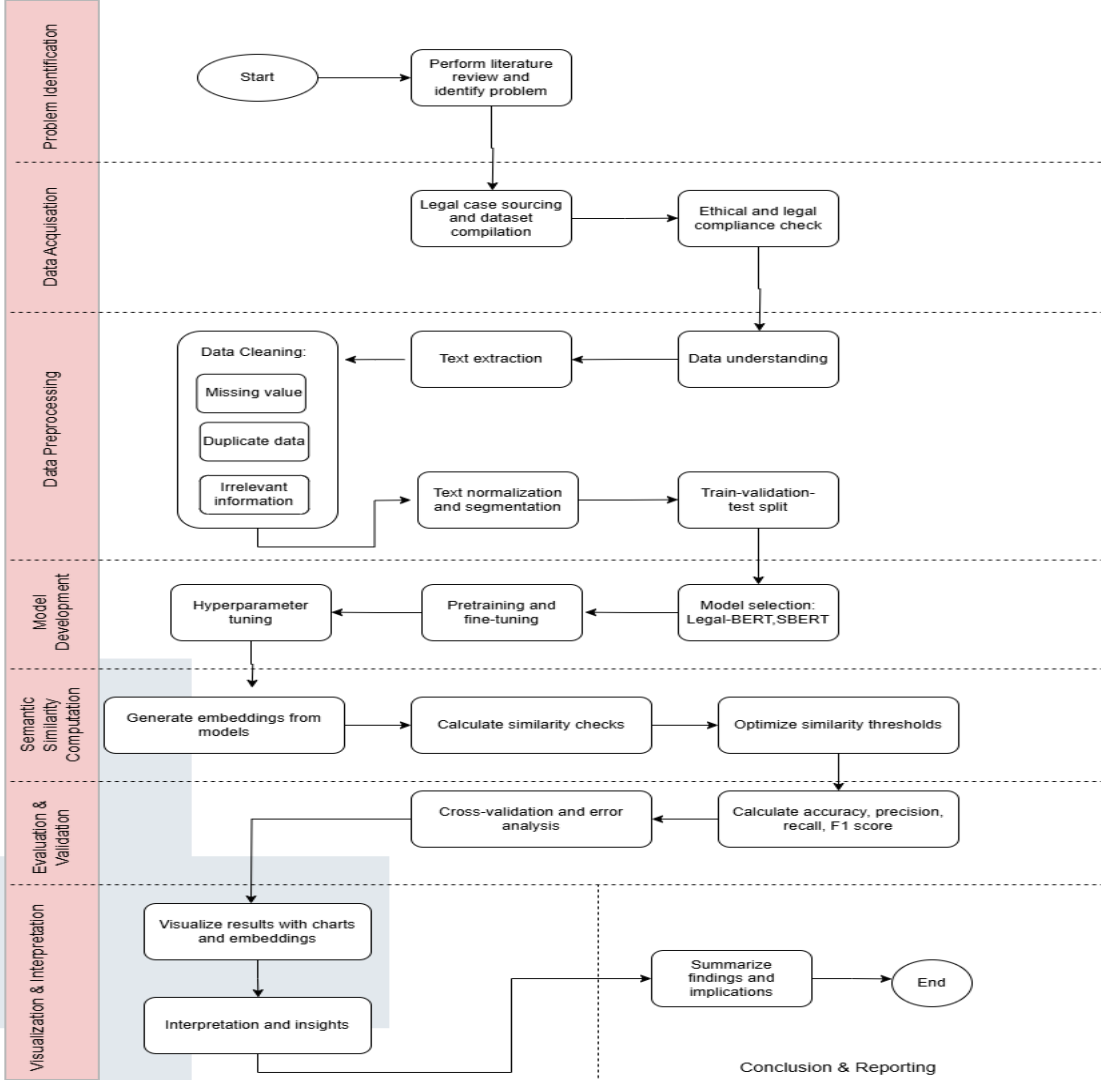 Problem Identification
Start
Perform literature
review and
identify problem
Data Acquisation
Legal case sourcing
and dataset
compilation
Ethical and legal
compliance check
Data Preprocessing
Data understanding
Text extraction
Data Cleaning:
Missing value
Duplicate data
Irrelevant
information
Text normalization
and segmentation
Train-validation-
test split
Model
Development
Model selection:
Legal-BERT,SBERT
Pretraining and
fine-tuning
Hyperparameter
tuning
Semantic
Similarity
Computation
Generate embeddings from
models
Calculate similarity checks
Optimize similarity thresholds
Evaluation &
Validation
Calculate accuracy, precision,
recall, F1 score
Cross-validation and error
analysis
Visualization & Interpretation
Visualize results with charts
and embeddings
Interpretation and insights
Summarize
findings and
implications
End
Conclusion & Reporting